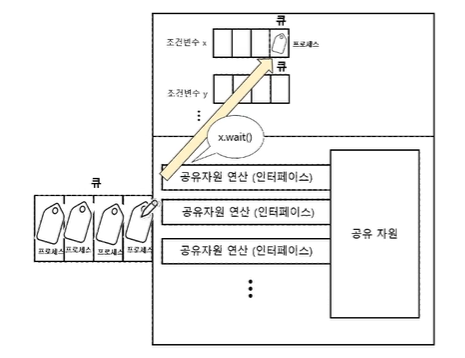 큐
조건변수 x
프로세스
큐
조건변수 y
x.wait()
공유자원 연산 (인터페이스)
큐
공유자원 연산 (인터페이스)
공유 자원
프로세스 프로세스 프로세스 프로세스
공유자원 연산 (인터페이스)